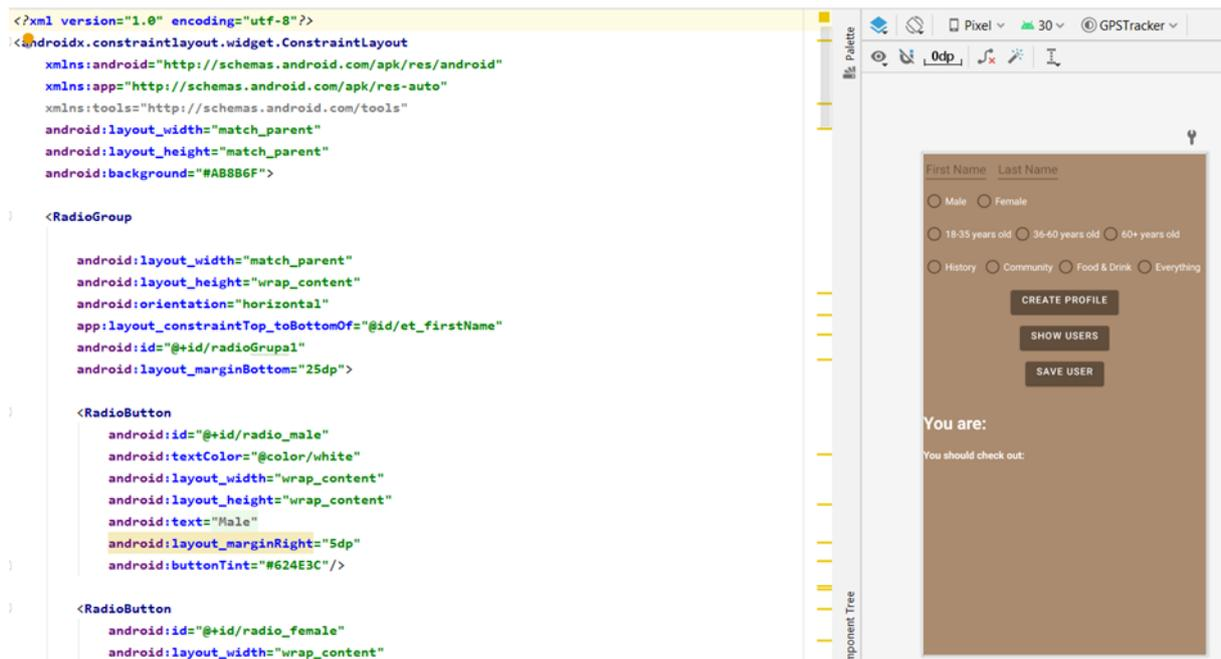 <?xml version="1.0" encoding="utf-8"?>
<androidx.constraintlayout.widget.ConstraintLayout
xmlns:android="http://schemas.android.com/apk/res/android"
xmlns:app="http://schemas.android.com/apk/res-auto"
xmlns:tools="http://schemas.android.com/tools"
android:layout_width="match_parent"
android:layout_height="match_parent"
android:background="#AB8B6F">
<RadioGroup
android:layout_width="match_parent"
android:layout_height="wrap_content"
android:orientation="horizontal"
app:layout_constraintTop_toBottomOf="@id/et_firstName"
android:id="@+id/radioGrupa1"
android:layout_marginBottom="25dp">
<RadioButton
android:id="@+id/radio_male"
android:textColor="@color/white"
android:layout_width="wrap_content"
android:layout_height="wrap_content"
android:text="Male"
android:layout_marginRight="5dp"
android:buttonTint="#624E3C"/>
<RadioButton
android:id="@+id/radio_female"
android:layout_width="wrap_content"
Palette
mponent Tree
Pixel 30 GPSTracker
0dp
First Name Last Name
Male Female
18-35 years old 36-60 years old 60+ years old
History Community Food & Drink Everything
CREATE PROFILE
SHOW USERS
SAVE USER
You are:
You should check out: